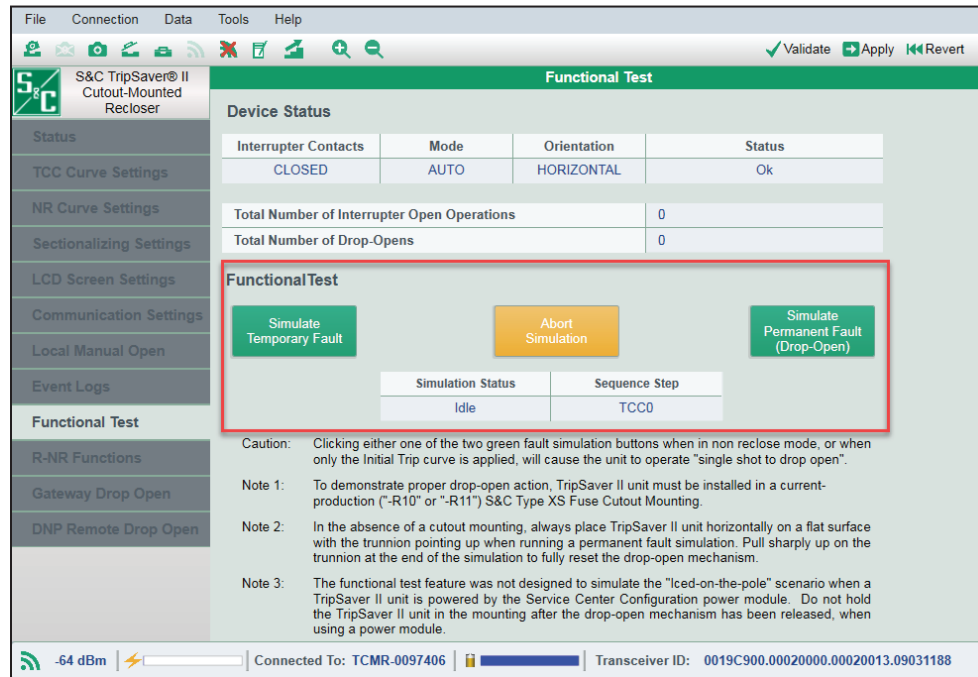 File Connection Data Tools Help
Validate Apply Revert
S&C
S&C TripSaver® II
Cutout-Mounted
Recloser
Functional Test
Status
TCC Curve Settings
NR Curve Settings
Sectionalizing Settings
LCD Screen Settings
Communication Settings
Local Manual Open
Event Logs
Functional Test
R-NR Functions
Gateway Drop Open
DNP Remote Drop Open
Device Status
Interrupter Contacts Mode Orientation Status
CLOSED AUTO HORIZONTAL Ok
Total Number of Interrupter Open Operations 0
Total Number of Drop-Opens 0
FunctionalTest
Simulate
Temporary Fault
Abort
Simulation
Simulate
Permanent Fault
(Drop-Open)
Simulation Status Sequence Step
Idle TCC0
Caution: Clicking either one of the two green fault simulation buttons when in non reclose mode, or when
only the Initial Trip curve is applied, will cause the unit to operate "single shot to drop open".
Note 1: To demonstrate proper drop-open action, TripSaver II unit must be installed in a current-
production ("-R10" or "-R11") S&C Type XS Fuse Cutout Mounting.
Note 2: In the absence of a cutout mounting, always place TripSaver II unit horizontally on a flat surface
with the trunnion pointing up when running a permanent fault simulation. Pull sharply up on the
trunnion at the end of the simulation to fully reset the drop-open mechanism.
Note 3: The functional test feature was not designed to simulate the "Iced-on-the-pole" scenario when a
TripSaver II unit is powered by the Service Center Configuration power module. Do not hold
the TripSaver II unit in the mounting after the drop-open mechanism has been released, when
using a power module.
-64 dBm Connected To: TCMR-0097406 Transceiver ID: 0019C900.00020000.00020013.09031188